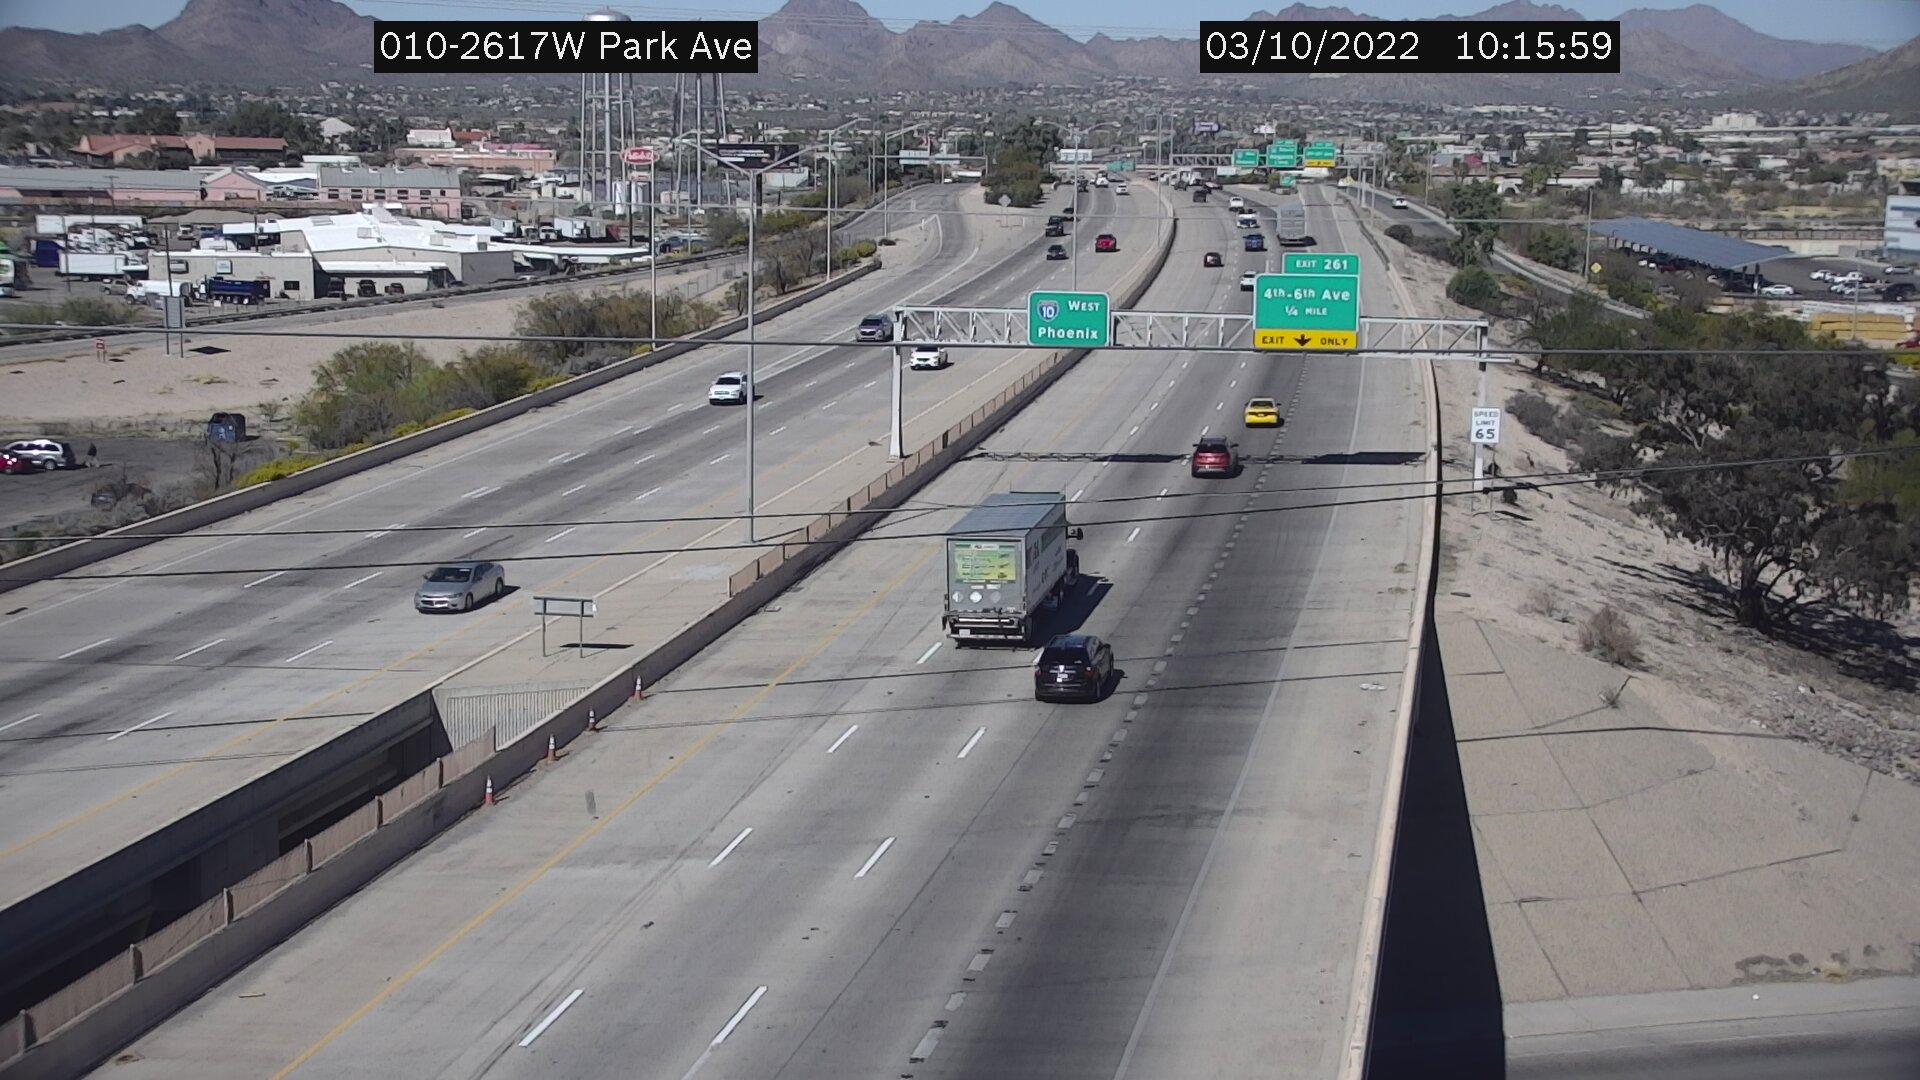 010-2617W Park Ave
03/10/2022 10:15:59
EXIT 261
4th-6th Ave
1/4 MILE
EXIT ONLY
10 WEST
Phoenix
SPEED
LIMIT
65